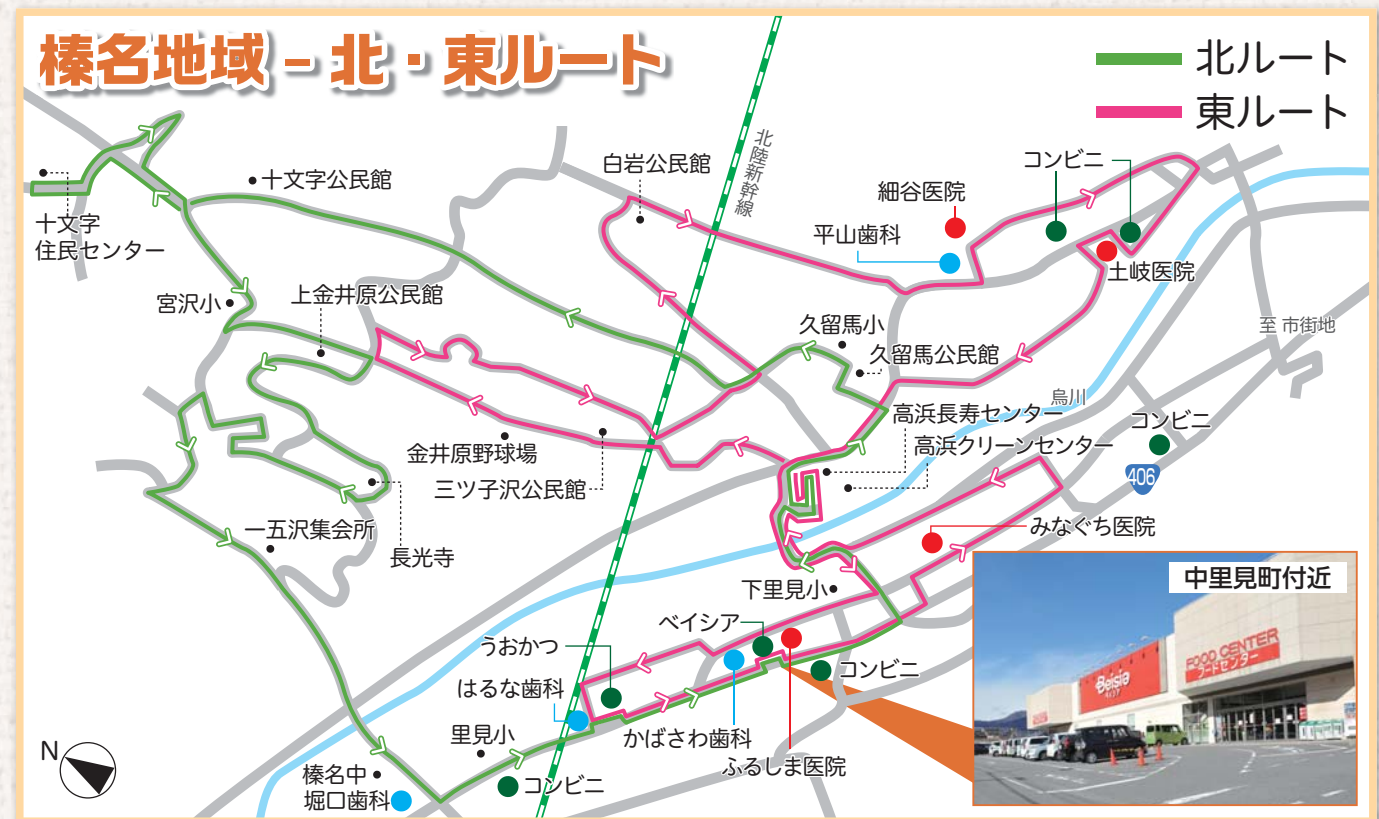 榛名地域 – 北・東ルート
北ルート
東ルート
北陸新幹線
白岩公民館
コンビニ
細谷医院
平山歯科
土岐医院
十文字公民館
十文字
住民センター
宮沢小
上金井原公民館
久留馬小
久留馬公民館
至 市街地
烏川
高浜長寿センター
高浜クリーンセンター
コンビニ
406
金井原野球場
三ツ子沢公民館
一五沢集会所
長光寺
みなぐち医院
下里見小
ベイシア
うおかつ
はるな歯科
コンビニ
里見小
かばさわ歯科
ふるしま医院
榛名中
堀口歯科
コンビニ
N
中里見町付近
Beisia
ベイシア
FOOD CENTER
フードセンター